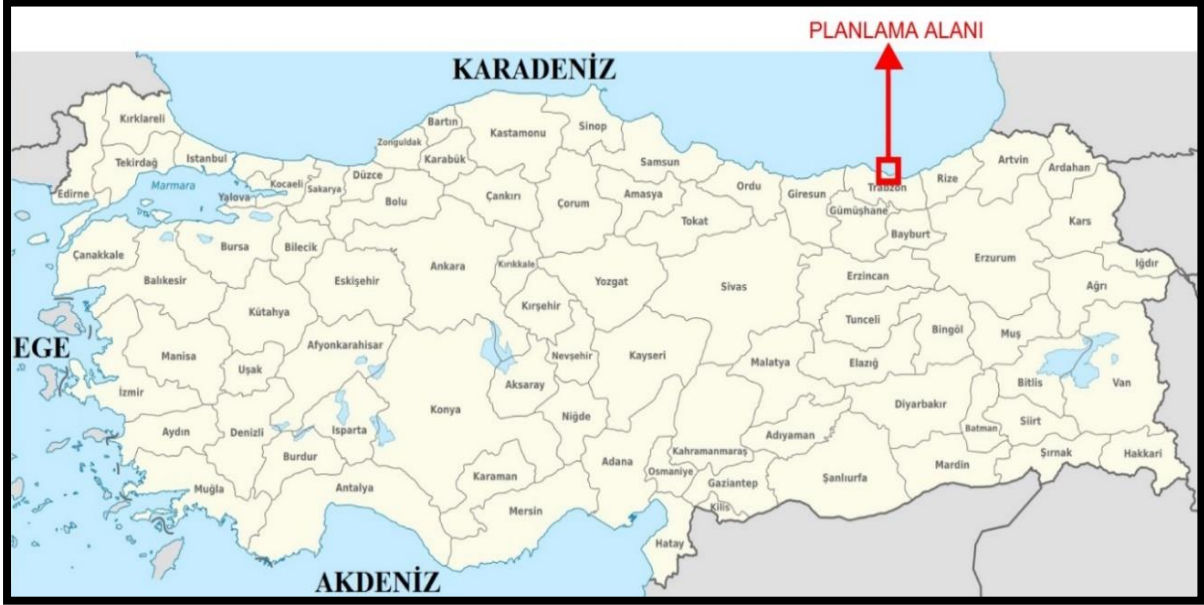 PLANLAMA ALANI
KARADENİZ
Kırklareli
Bartın
Kastamonu
Sinop
Zonguldak
Tekirdağ
Istanbul
Karabük
Samsun
Artvin
Ardahan
Edirne
Marmara
Kocaeli
Sakarya
Düzce
Yalova
Bolu
Çankırı
Çorum
Amasya
Ordu
Giresun
Trabzon
Rize
Tokat
Gümüşhane
Bayburt
Kars
Çanakkale
Bursa
Bilecik
Ankara
Kırıkkale
Erzurum
Iğdır
Balıkesir
Eskişehir
Yozgat
Sivas
Erzincan
Ağrı
Kütahya
Kırşehir
Tunceli
Bingöl
Muş
EGE
Manisa
Uşak
Afyonkarahisar
Nevşehir
Kayseri
Malatya
Elazığ
Bitlis
Van
İzmir
Aksaray
Konya
Niğde
Diyarbakır
Aydın
Denizli
Isparta
Adıyaman
Batman
Siirt
Burdur
Kahramanmaraş
Şırnak
Hakkari
Muğla
Antalya
Karaman
Adana
Osmaniye
Gaziantep
Şanlıurfa
Mardin
Mersin
Kilis
Hatay
AKDENİZ